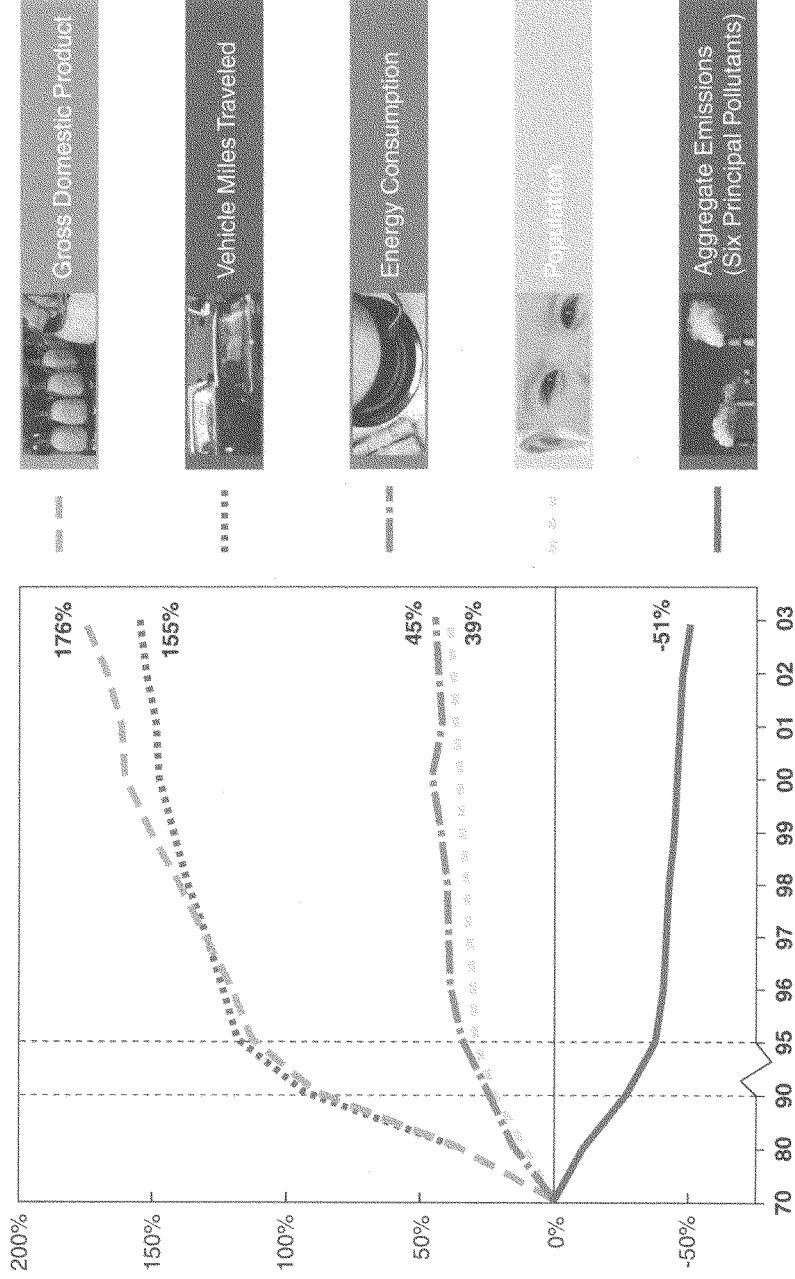 200%
150%
100%
50%
0%
-50%
176%
155%
45%
39%
-51%
70 80 90 95 96 97 98 99 00 01 02 03
Gross Domestic Product
Vehicle Miles Traveled
Energy Consumption
Population
Aggregate Emissions
(Six Principal Pollutants)